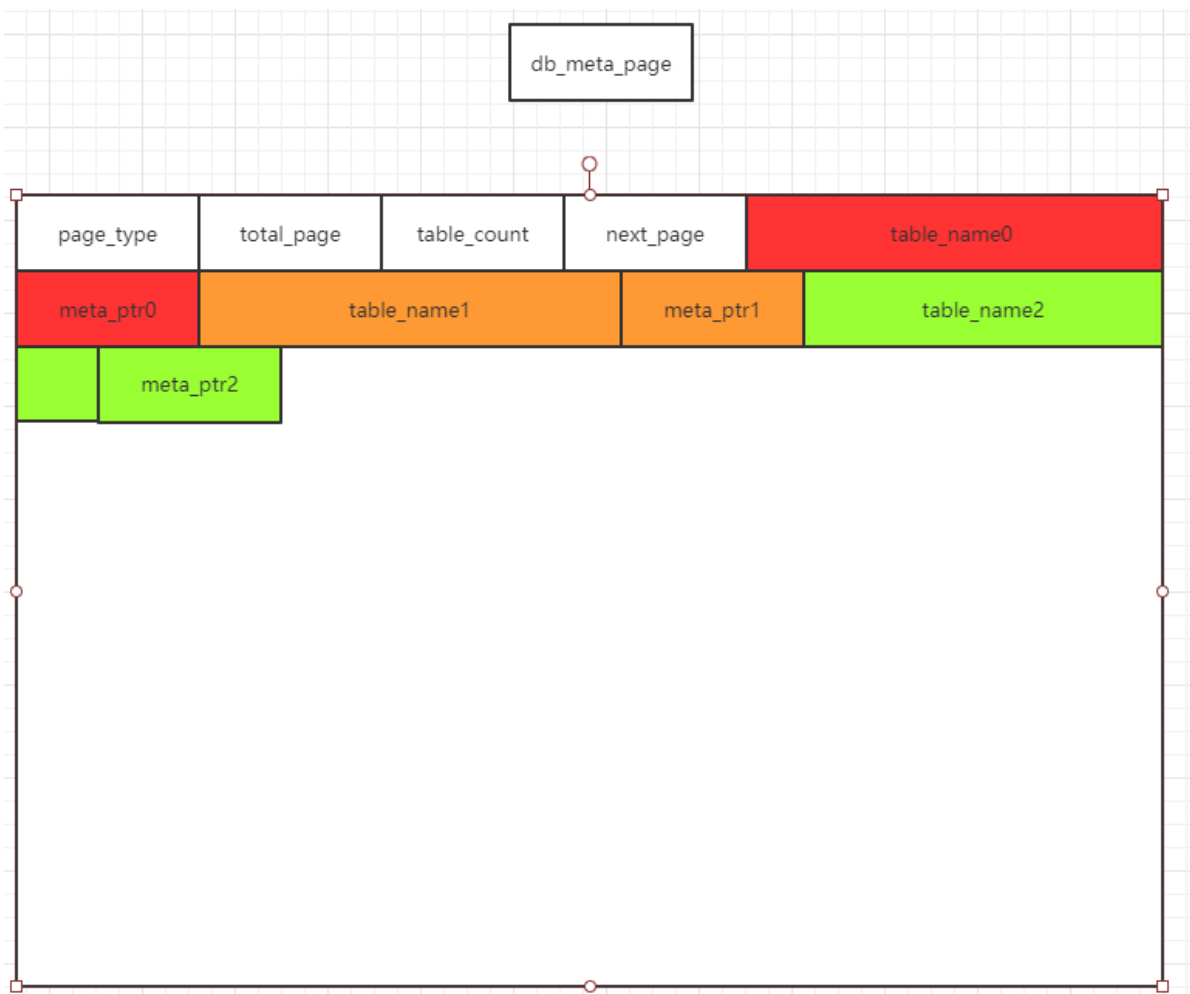 db_meta_page
page_type total_page table_count next_page table_name0
meta_ptr0 table_name1 meta_ptr1 table_name2
meta_ptr2